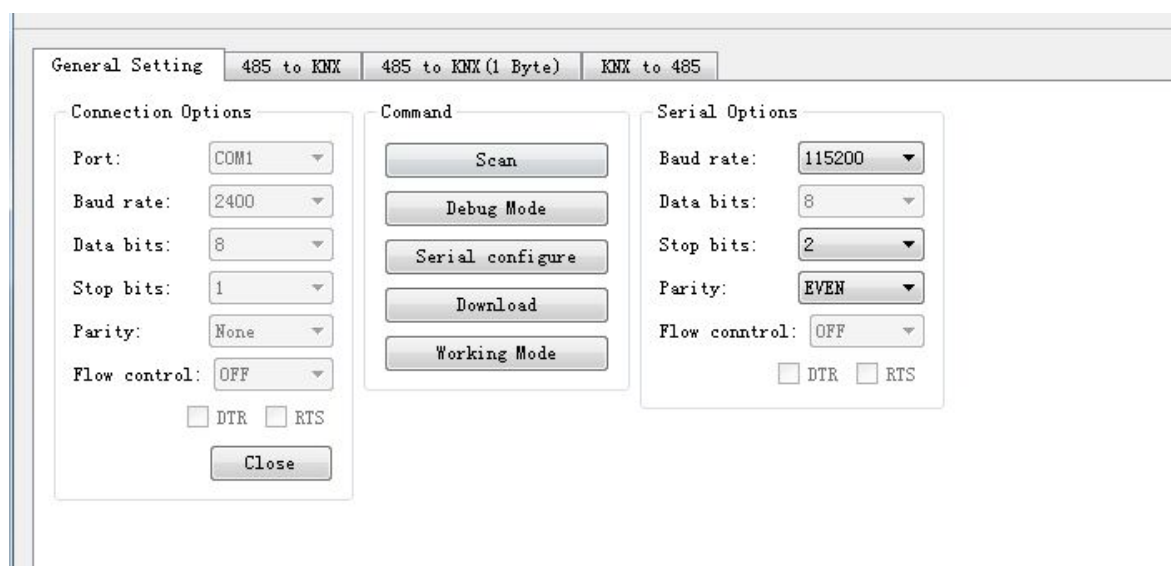 General Setting
485 to KNX
485 to KNX(1 Byte)
KNX to 485
Connection Options
Port: COM1
Baud rate: 2400
Data bits: 8
Stop bits: 1
Parity: None
Flow control: OFF
DTR RTS
Close
Command
Scan
Debug Mode
Serial configure
Download
Working Mode
Serial Options
Baud rate: 115200
Data bits: 8
Stop bits: 2
Parity: EVEN
Flow conntrol: OFF
DTR RTS